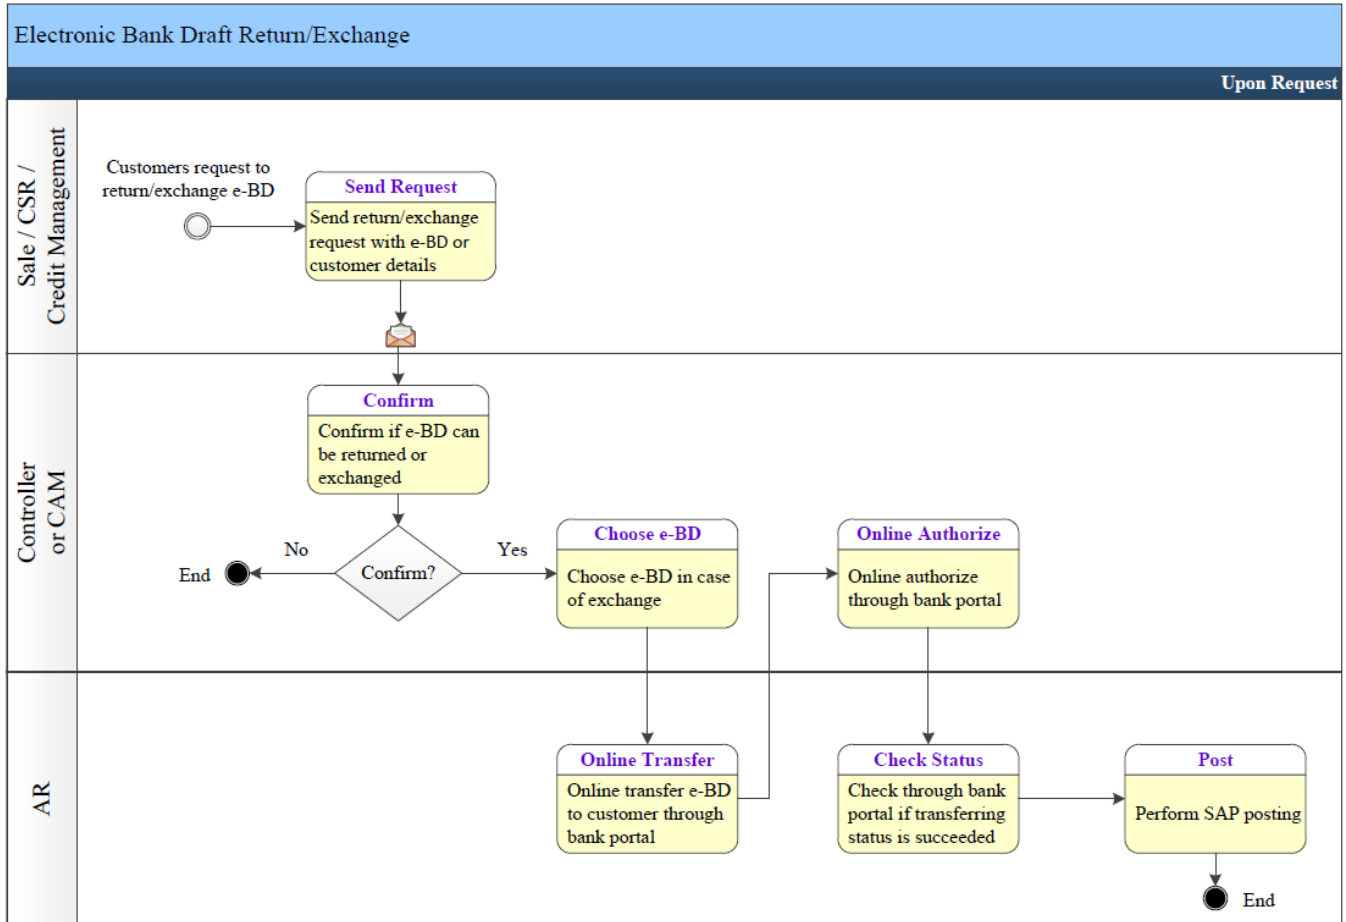 Electronic Bank Draft Return/Exchange
Upon Request
Sale / CSR /
Credit Management
Customers request to
return/exchange e-BD
Send Request
Send return/exchange
request with e-BD or
customer details
Controller
or CAM
Confirm
Confirm if e-BD can
be returned or
exchanged
Confirm?
No
End
Yes
Choose e-BD
Choose e-BD in case
of exchange
Online Authorize
Online authorize
through bank portal
AR
Online Transfer
Online transfer e-BD
to customer through
bank portal
Check Status
Check through bank
portal if transferring
status is succeeded
Post
Perform SAP posting
End